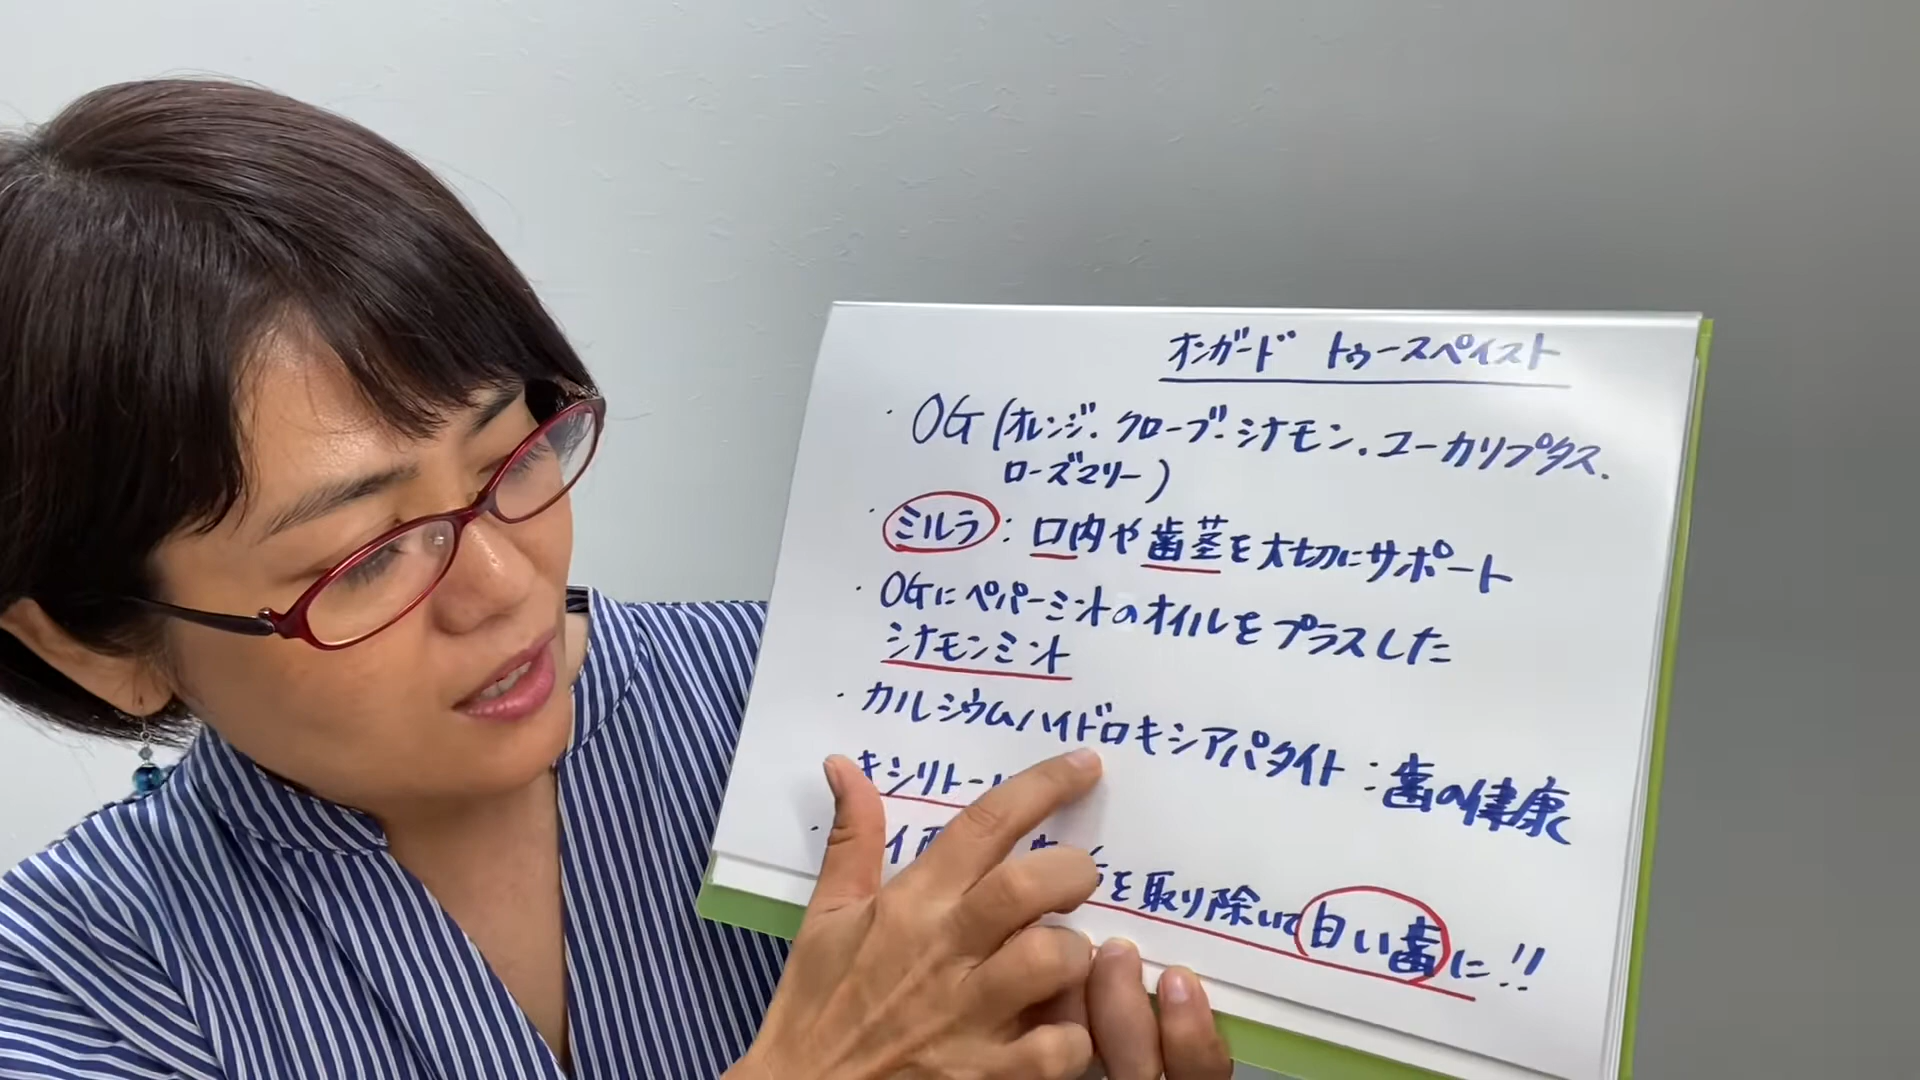 オンガード トゥースペイスト
・OG (オレンジ. クローブ. シナモン. ユーカリプタス.
ローズマリー)
・ミルラ : 口内や歯茎を大切にサポート
・OGにペパーミントのオイルをプラスした
シナモンミント
・カルシウムハイドロキシアパタイト : 歯の健康
キシリトール
を取り除いて白い歯に!!